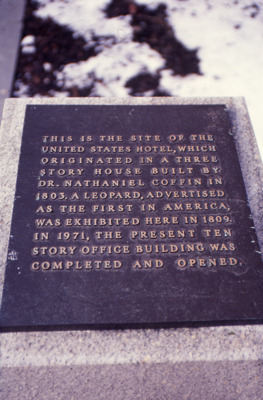 THIS IS THE SITE OF THE
UNITED STATES HOTEL, WHICH
ORIGINATED IN A THREE
STORY HOUSE BUILT BY
DR. NATHANIEL COFFIN IN
1803. A LEOPARD, ADVERTISED
AS THE FIRST IN AMERICA,
WAS EXHIBITED HERE IN 1809.
IN 1971, THE PRESENT TEN
STORY OFFICE BUILDING WAS
COMPLETED AND OPENED.